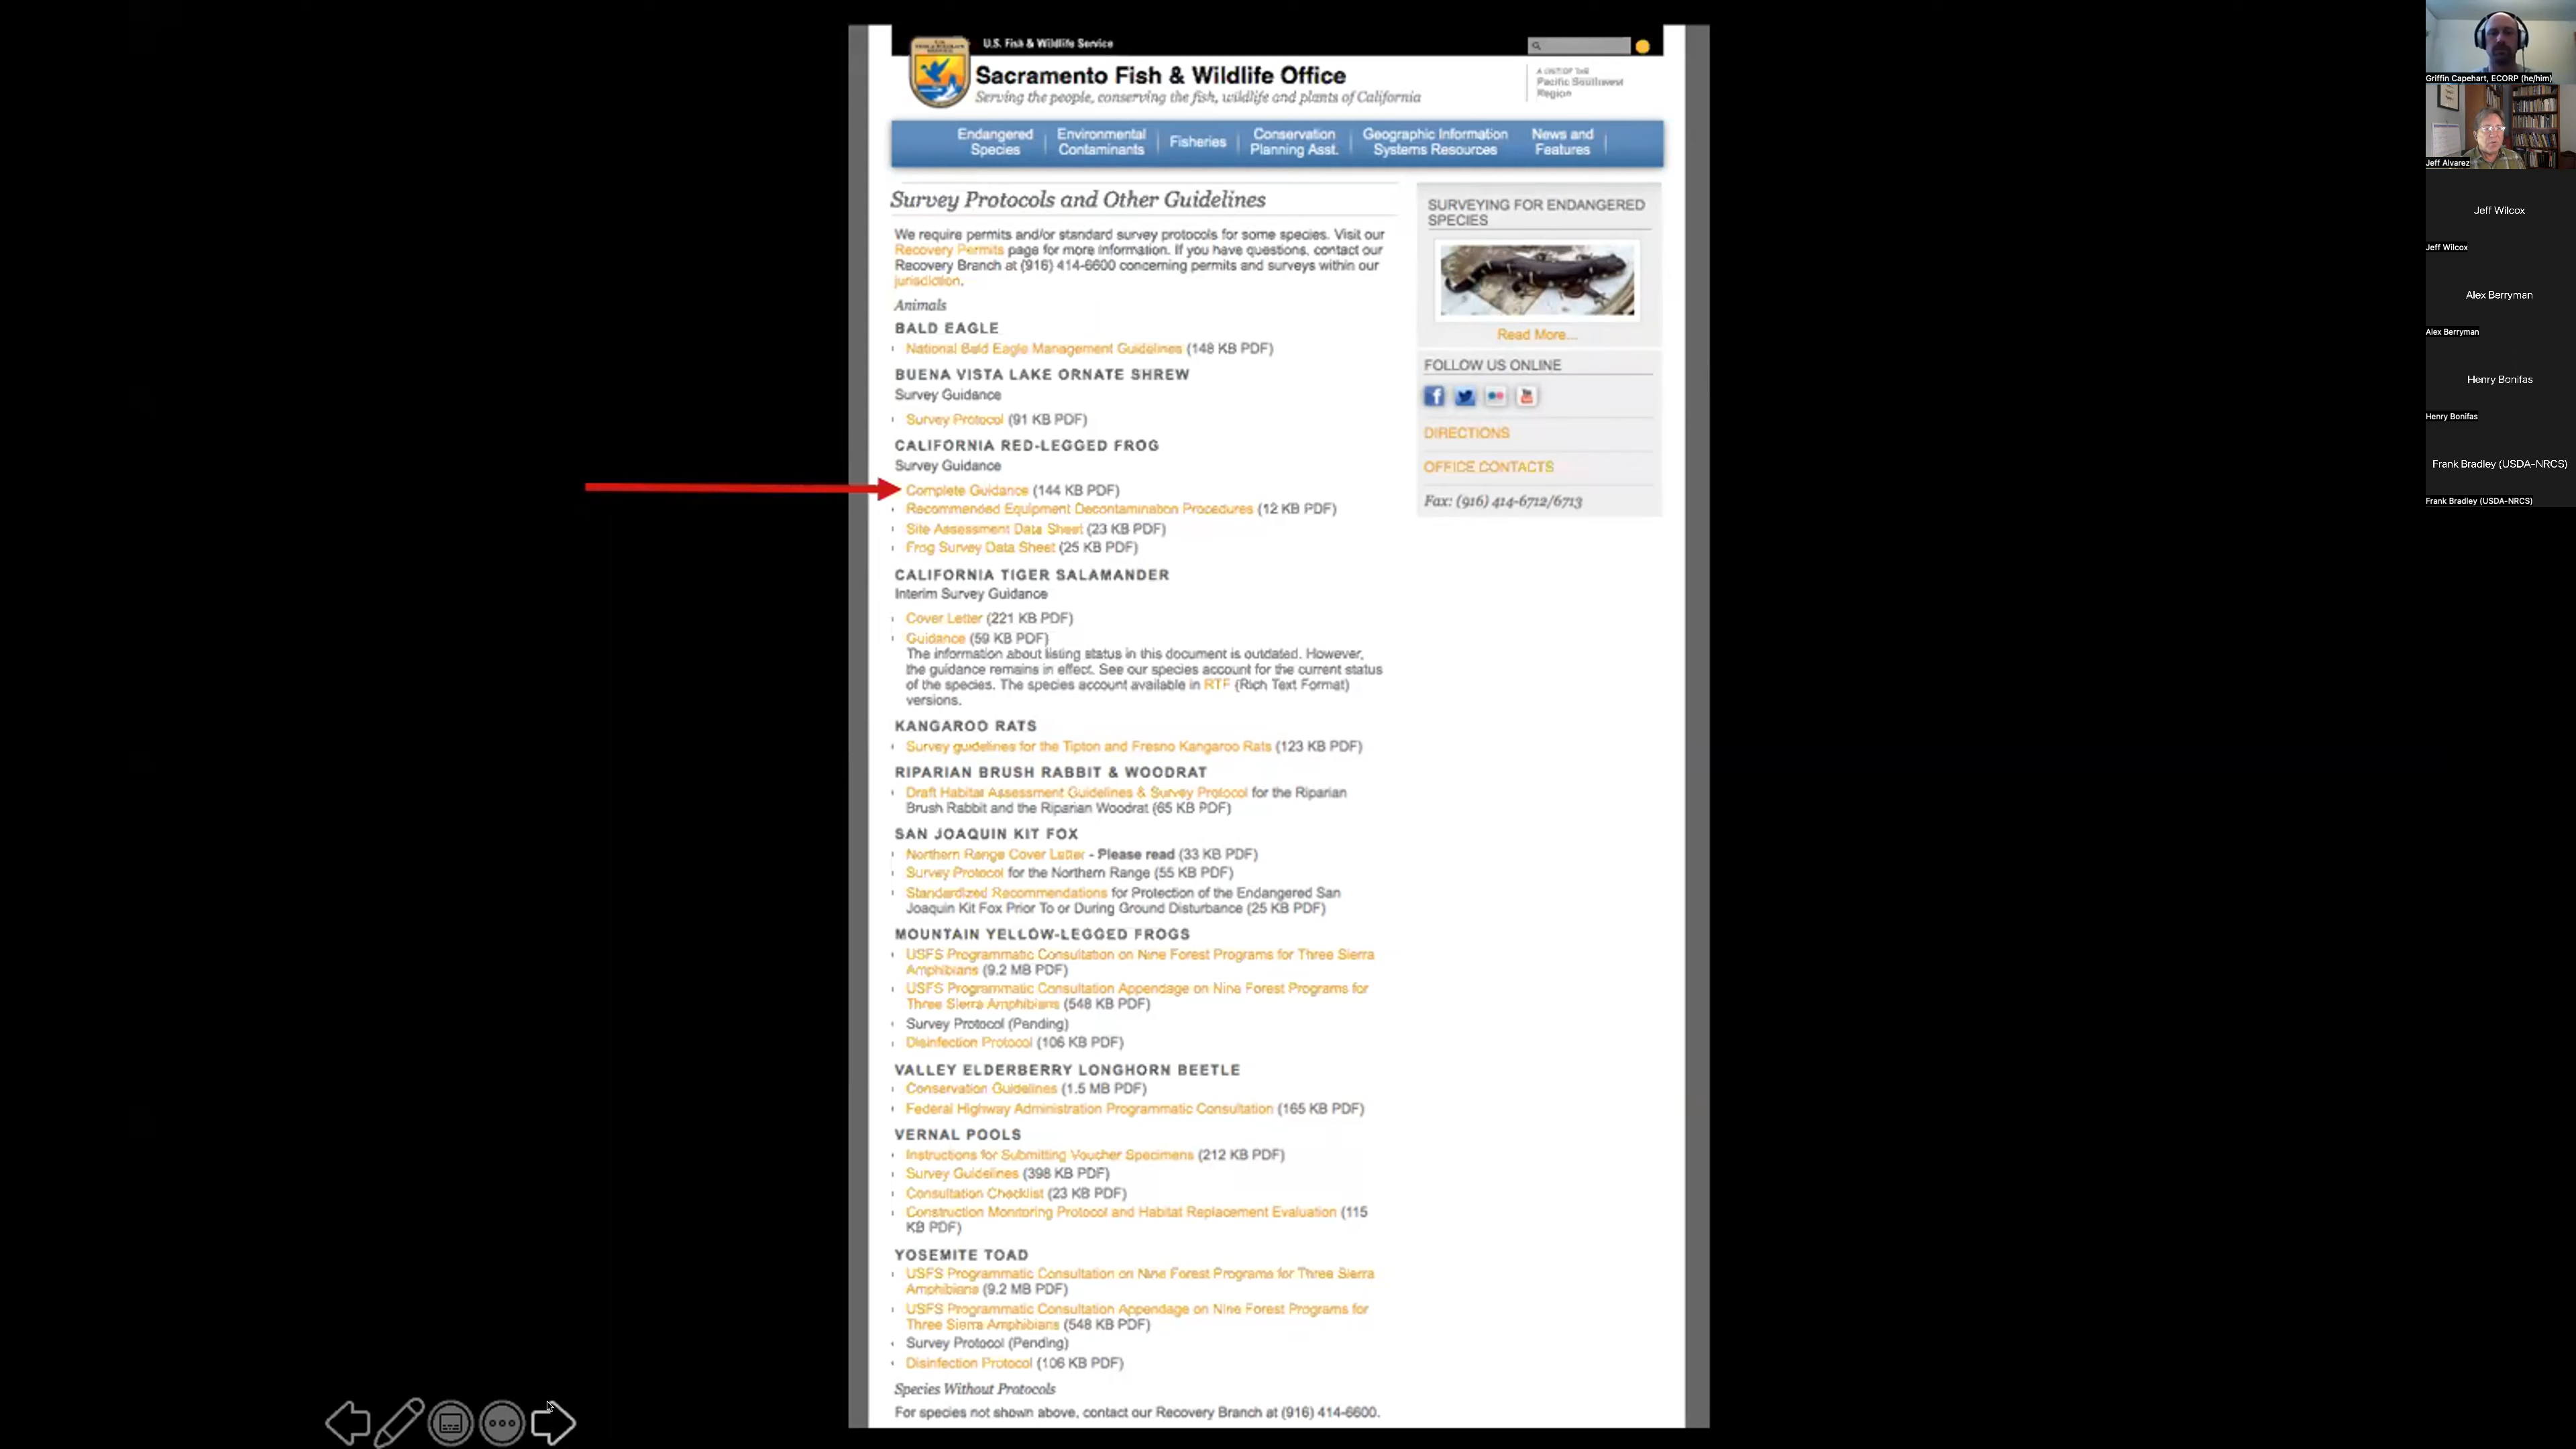 U.S. Fish & Wildlife Service
Sacramento Fish & Wildlife Office
Serving the people, conserving the fish, wildlife and plants of California
Pacific Southwest
Region
Endangered Species
Environmental Contaminants
Fisheries
Conservation Planning Asst.
Geographic Information Systems Resources
News and Features
Survey Protocols and Other Guidelines
We require permits and/or standard survey protocols for some species. Visit our
Recovery Permits page for more information. If you have questions, contact our
Recovery Branch at (916) 414-6600 concerning permits and surveys within our
jurisdiction.
Animals
BALD EAGLE
National Bald Eagle Management Guidelines (148 KB PDF)
BUENA VISTA LAKE ORNATE SHREW
Survey Guidance
Survey Protocol (91 KB PDF)
CALIFORNIA RED-LEGGED FROG
Survey Guidance
Complete Guidance (144 KB PDF)
Recommended Equipment Decontamination Procedures (12 KB PDF)
Site Assessment Data Sheet (23 KB PDF)
Frog Survey Data Sheet (25 KB PDF)
CALIFORNIA TIGER SALAMANDER
Interim Survey Guidance
Cover Letter (221 KB PDF)
Guidance (59 KB PDF)
The information about listing status in this document is outdated. However,
the guidance remains in effect. See our species account for the current status
of the species. The species account available in RTF (Rich Text Format)
versions.
KANGAROO RATS
Survey guidelines for the Tipton and Fresno Kangaroo Rats (123 KB PDF)
RIPARIAN BRUSH RABBIT & WOODRAT
Draft Habitat Assessment Guidelines & Survey Protocol for the Riparian
Brush Rabbit and the Riparian Woodrat (65 KB PDF)
SAN JOAQUIN KIT FOX
Northern Range Cover Letter - Please read (33 KB PDF)
Survey Protocol for the Northern Range (55 KB PDF)
Standardized Recommendations for Protection of the Endangered San
Joaquin Kit Fox Prior To or During Ground Disturbance (25 KB PDF)
MOUNTAIN YELLOW-LEGGED FROGS
USFS Programmatic Consultation on Nine Forest Programs for Three Sierra
Amphibians (9.2 MB PDF)
USFS Programmatic Consultation Appendage on Nine Forest Programs for
Three Sierra Amphibians (548 KB PDF)
Survey Protocol (Pending)
Disinfection Protocol (106 KB PDF)
VALLEY ELDERBERRY LONGHORN BEETLE
Conservation Guidelines (1.5 MB PDF)
Federal Highway Administration Programmatic Consultation (165 KB PDF)
VERNAL POOLS
Instructions for Submitting Voucher Specimens (212 KB PDF)
Survey Guidelines (398 KB PDF)
Consultation Checklist (23 KB PDF)
Construction Monitoring Protocol and Habitat Replacement Evaluation (115
KB PDF)
YOSEMITE TOAD
USFS Programmatic Consultation on Nine Forest Programs for Three Sierra
Amphibians (9.2 MB PDF)
USFS Programmatic Consultation Appendage on Nine Forest Programs for
Three Sierra Amphibians (548 KB PDF)
Survey Protocol (Pending)
Disinfection Protocol (106 KB PDF)
Species Without Protocols
For species not shown above, contact our Recovery Branch at (916) 414-6600.
SURVEYING FOR ENDANGERED
SPECIES
Read More...
FOLLOW US ONLINE
DIRECTIONS
OFFICE CONTACTS
Fax: (916) 414-6712/6713
Griffin Capehart, ECORP (he/him)
Jeff Alvarez
Jeff Wilcox
Jeff Wilcox
Alex Berryman
Alex Berryman
Henry Bonifas
Henry Bonifas
Frank Bradley (USDA-NRCS)
Frank Bradley (USDA-NRCS)